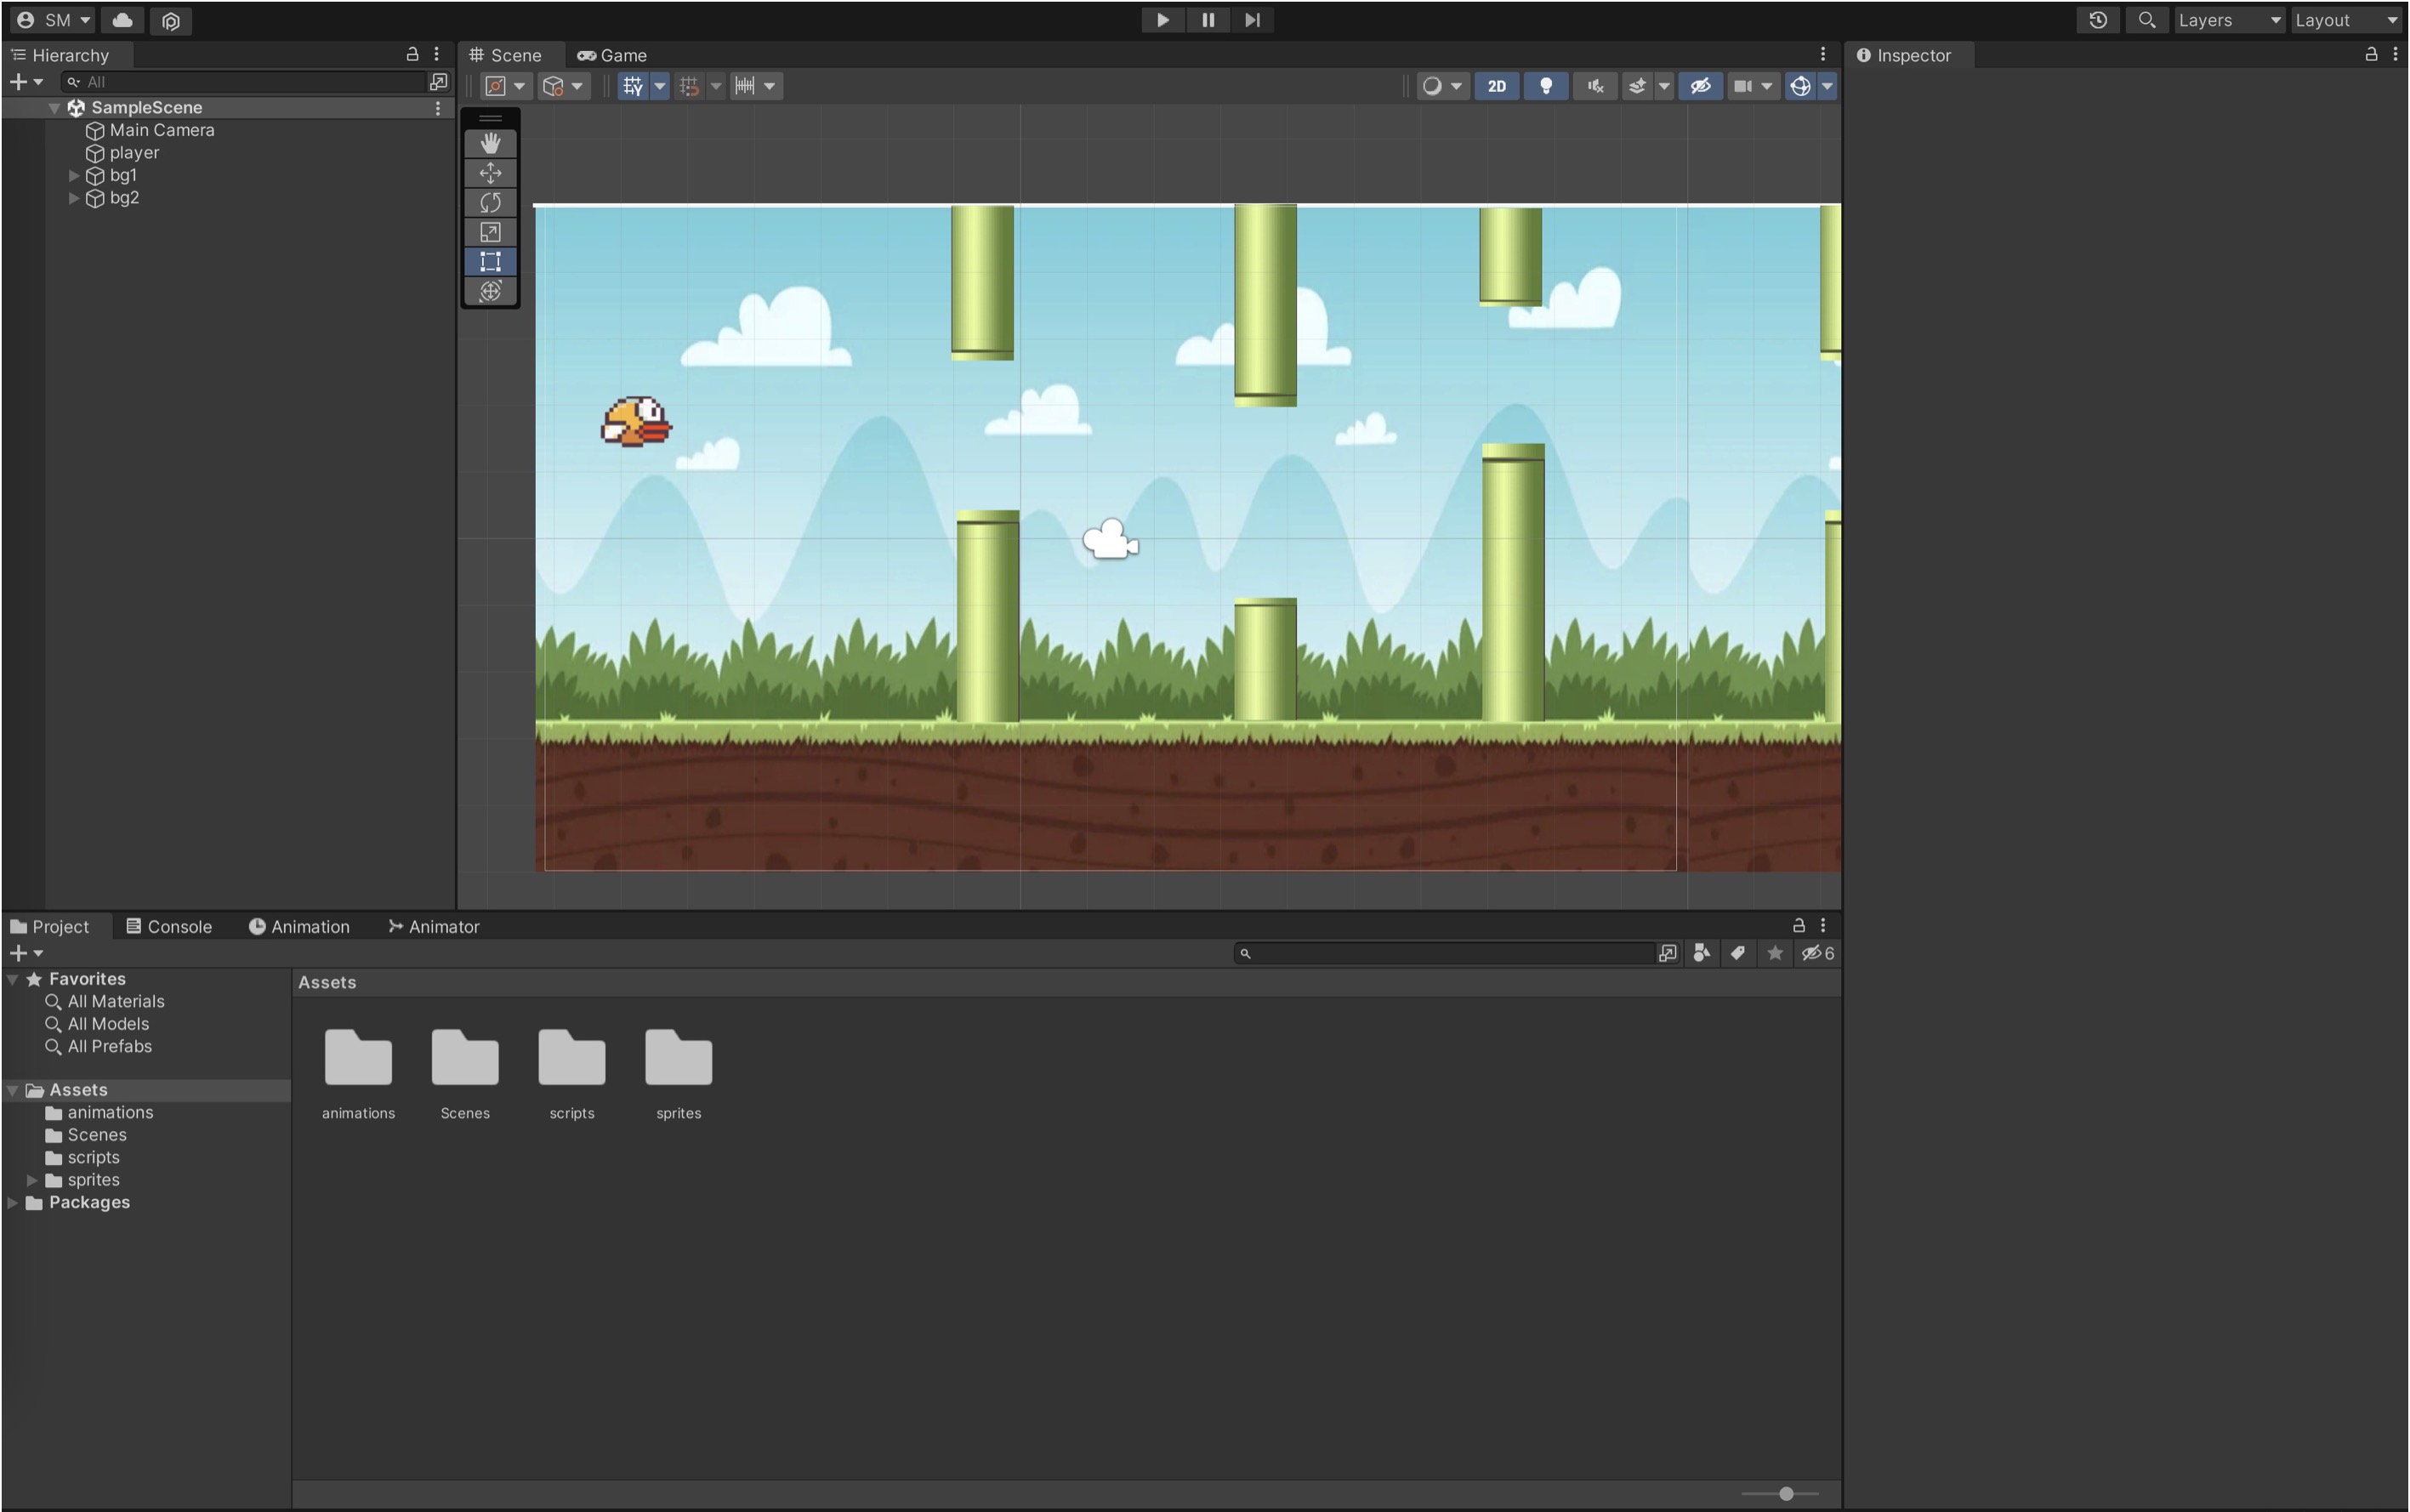 SM
Layers
Layout
Hierarchy
All
SampleScene
Main Camera
player
bg1
bg2
Scene
Game
2D
Inspector
Project
Console
Animation
Animator
6
Favorites
All Materials
All Models
All Prefabs
Assets
animations
Scenes
scripts
sprites
Packages
Assets
animations
Scenes
scripts
sprites